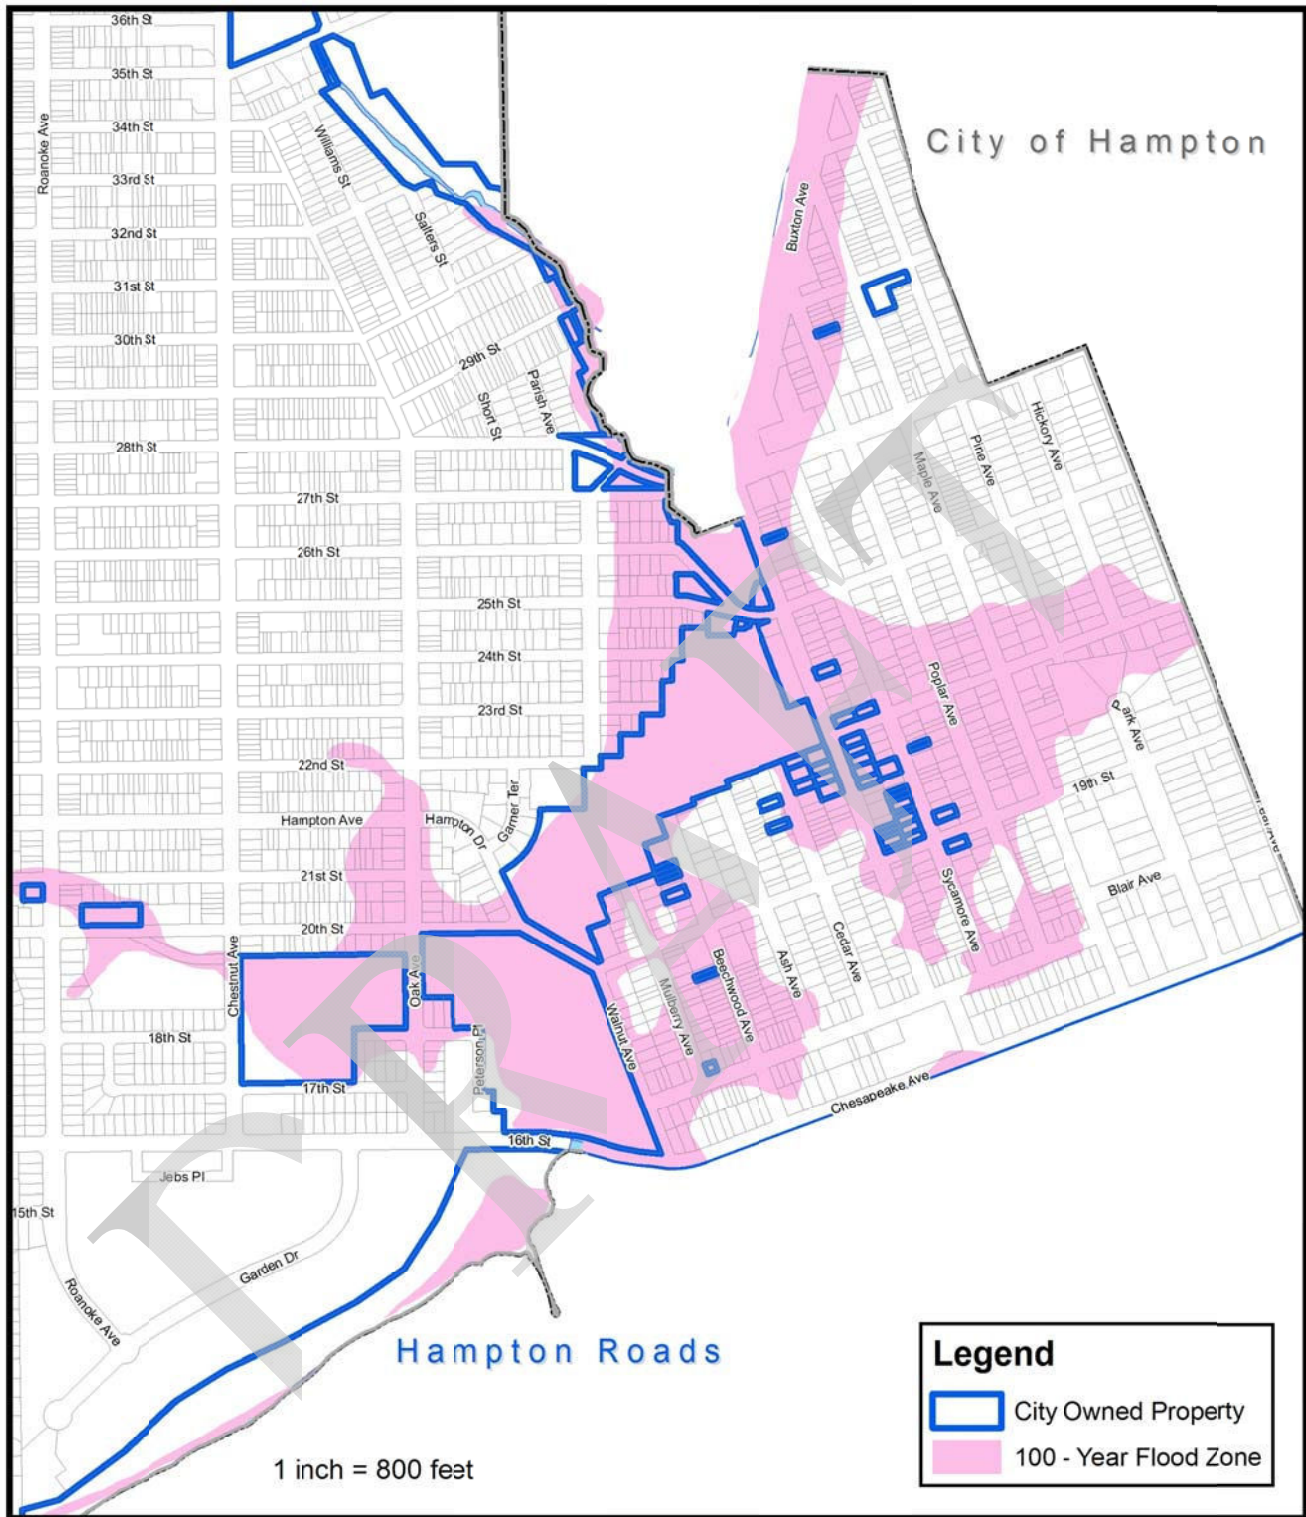 36th St
35th St
34th St
33rd St
32nd St
31st St
30th St
28th St
Roanoke Ave
Williams St
Salters St
29th St
Short St
Parish Ave
City of Hampton
Buxton Ave
Hickory Ave
Pine Ave
Maple Ave
27th St
26th St
25th St
24th St
23rd St
22nd St
Hampton Ave
Hampton Dr
Garner Ter
21st St
20th St
Poplar Ave
Park Ave
19th St
Blair Ave
Sycamore Ave
Cedar Ave
Ash Ave
Beechwood Ave
Mulberry Ave
Walnut Ave
Chestnut Ave
Oak Ave
Peterson Pl
18th St
17th St
16th St
Chesapeake Ave
Jebs Pl
15th St
Garden Dr
Roanoke Ave
Hampton Roads
1 inch = 800 feet
Legend
City Owned Property
100 - Year Flood Zone
DRAFT